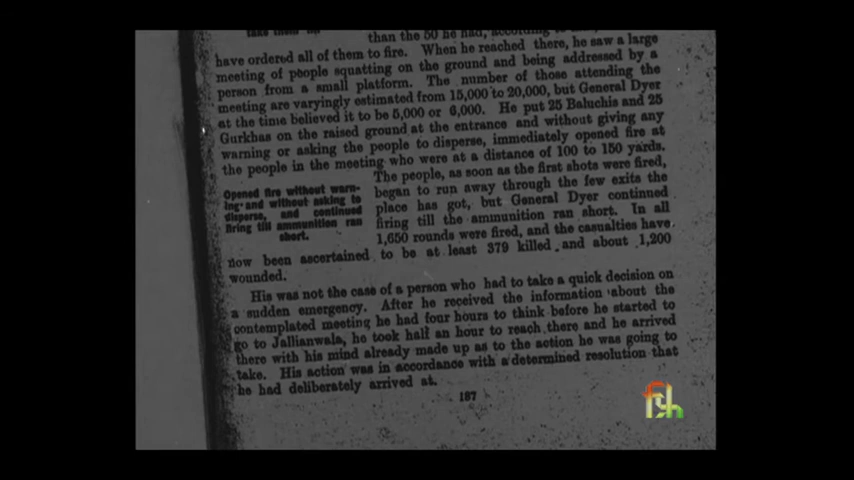 take them
than the 50 he had, according to
have ordered all of them to fire. When he reached there, he saw a large
meeting of people squatting on the ground and being addressed by a
person from a small platform. The number of those attending the
meeting are varyingly estimated from 15,000 to 20,000, but General Dyer
at the time believed it to be 5,000 or 6,000. He put 25 Baluchis and 25
Gurkhas on the raised ground at the entrance and without giving any
warning or asking the people to disperse, immediately opened fire at
the people in the meeting who were at a distance of 100 to 150 yards.
The people, as soon as the first shots were fired,
began to run away through the few exits the
place has got, but General Dyer continued
firing till the ammunition ran short. In all
1,650 rounds were fired, and the casualties have
Opened fire without warn-
ing and without asking to
disperse, and continued
firing till ammunition ran
short.
now been ascertained to be at least 379 killed and about 1,200
wounded.
His was not the case of a person who had to take a quick decision on
a sudden emergency. After he received the information about the
contemplated meeting he had four hours to think before he started to
go to Jallianwala, he took half an hour to reach there and he arrived
there with his mind already made up as to the action he was going to
take. His action was in accordance with a determined resolution that
he had deliberately arrived at.
187